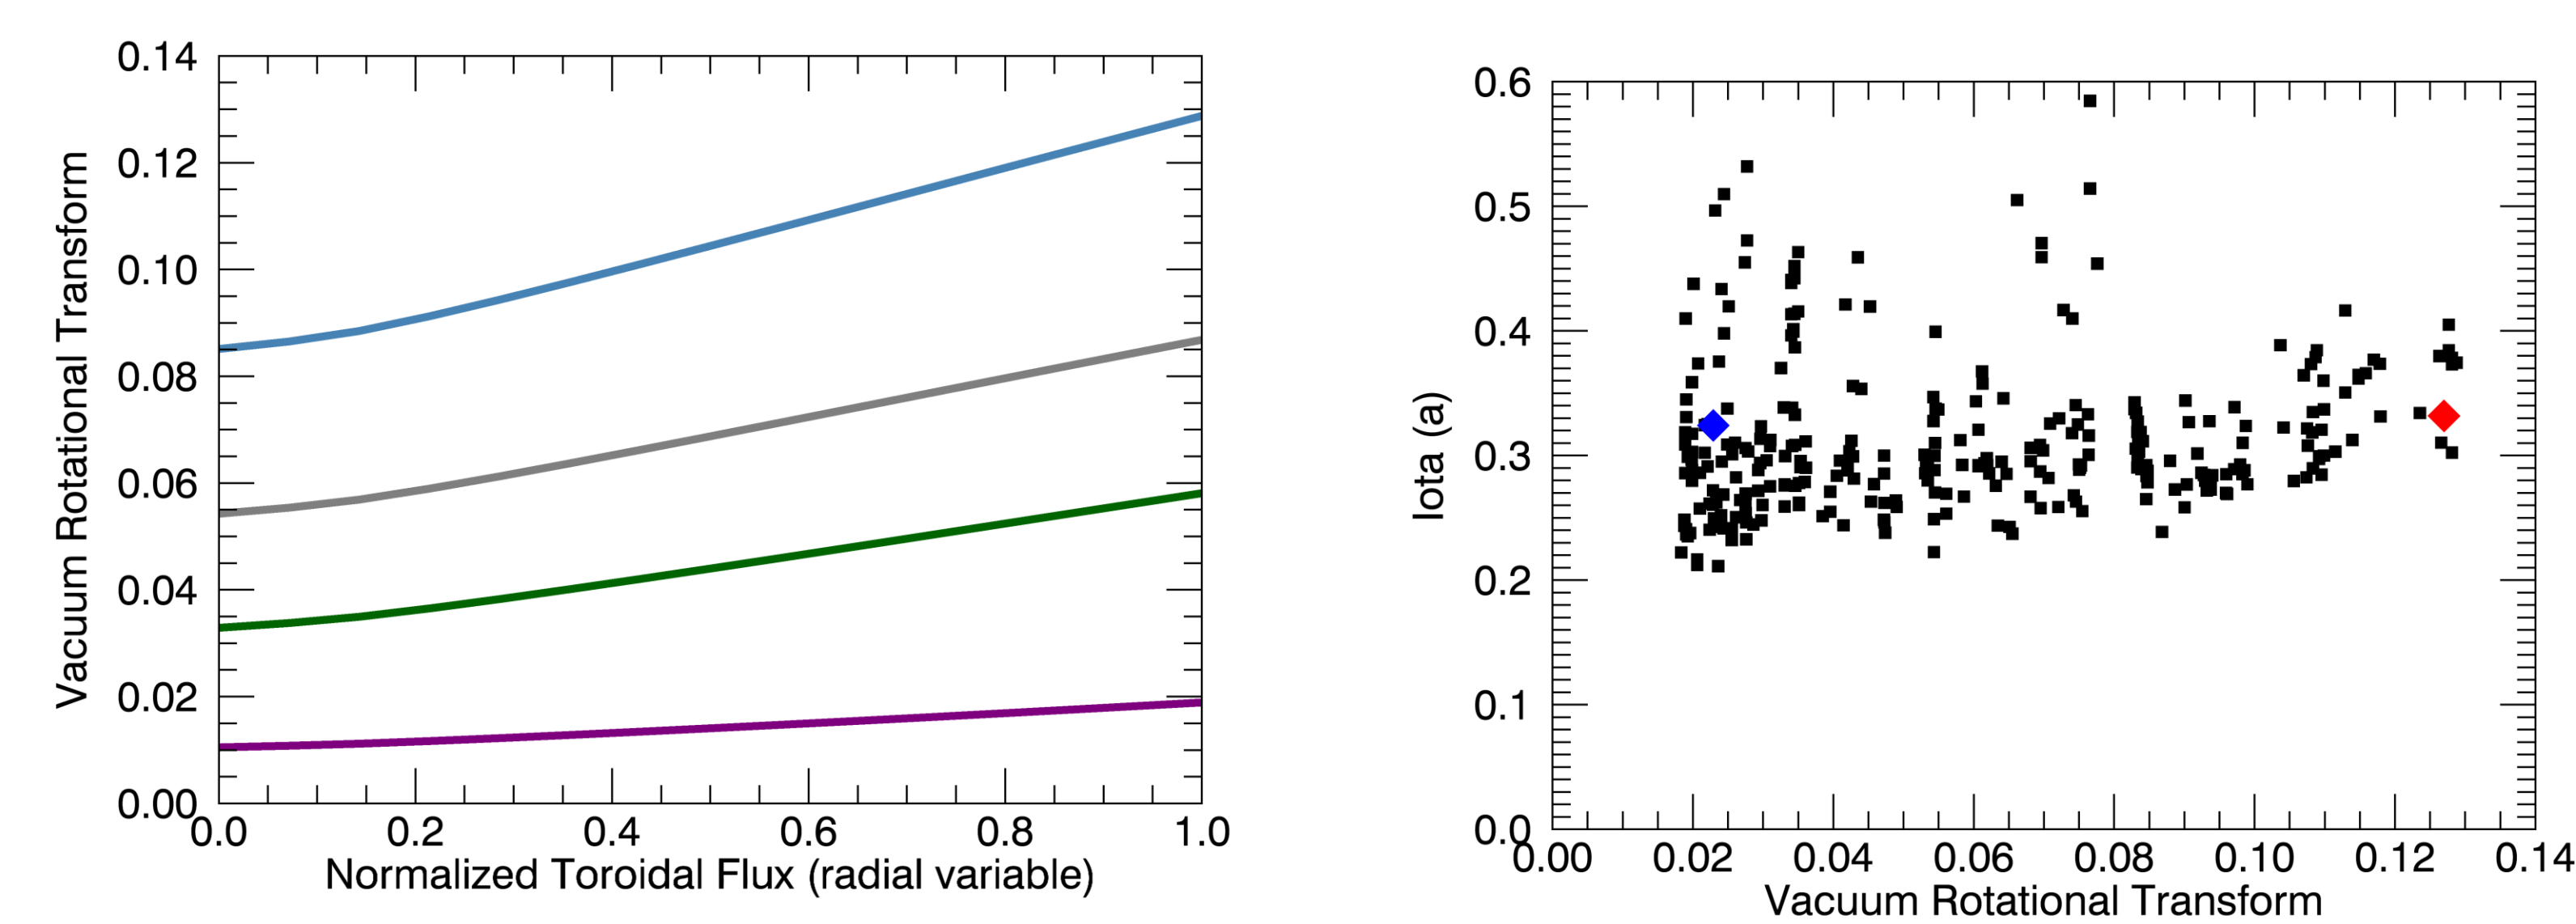 0.14
0.12
0.10
0.08
0.06
0.04
0.02
0.00
Vacuum Rotational Transform
0.0 0.2 0.4 0.6 0.8 1.0
Normalized Toroidal Flux (radial variable)
0.6
0.5
0.4
0.3
0.2
0.1
0.0
Iota (a)
0.00 0.02 0.04 0.06 0.08 0.10 0.12 0.14
Vacuum Rotational Transform